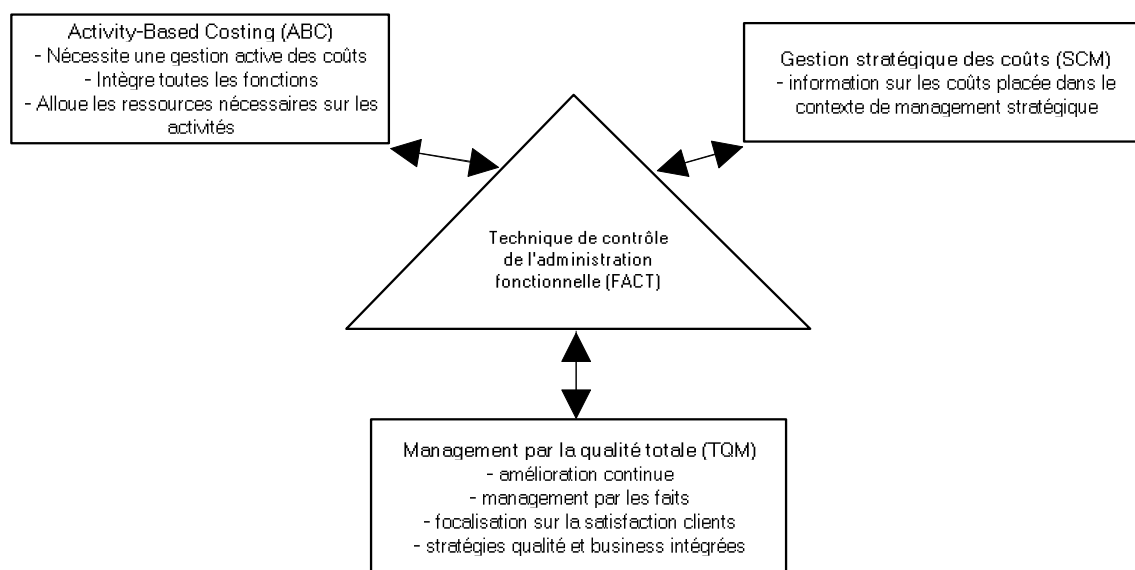 Activity-Based Costing (ABC)
- Nécessite une gestion active des coûts
- Intègre toutes les fonctions
- Alloue les ressources nécessaires sur les
activités
Gestion stratégique des coûts (SCM)
- information sur les coûts placée dans le
contexte de management stratégique
Technique de contrôle
de l'administration
fonctionnelle (FACT)
Management par la qualité totale (TQM)
- amélioration continue
- management par les faits
- focalisation sur la satisfaction clients
- stratégies qualité et business intégrées